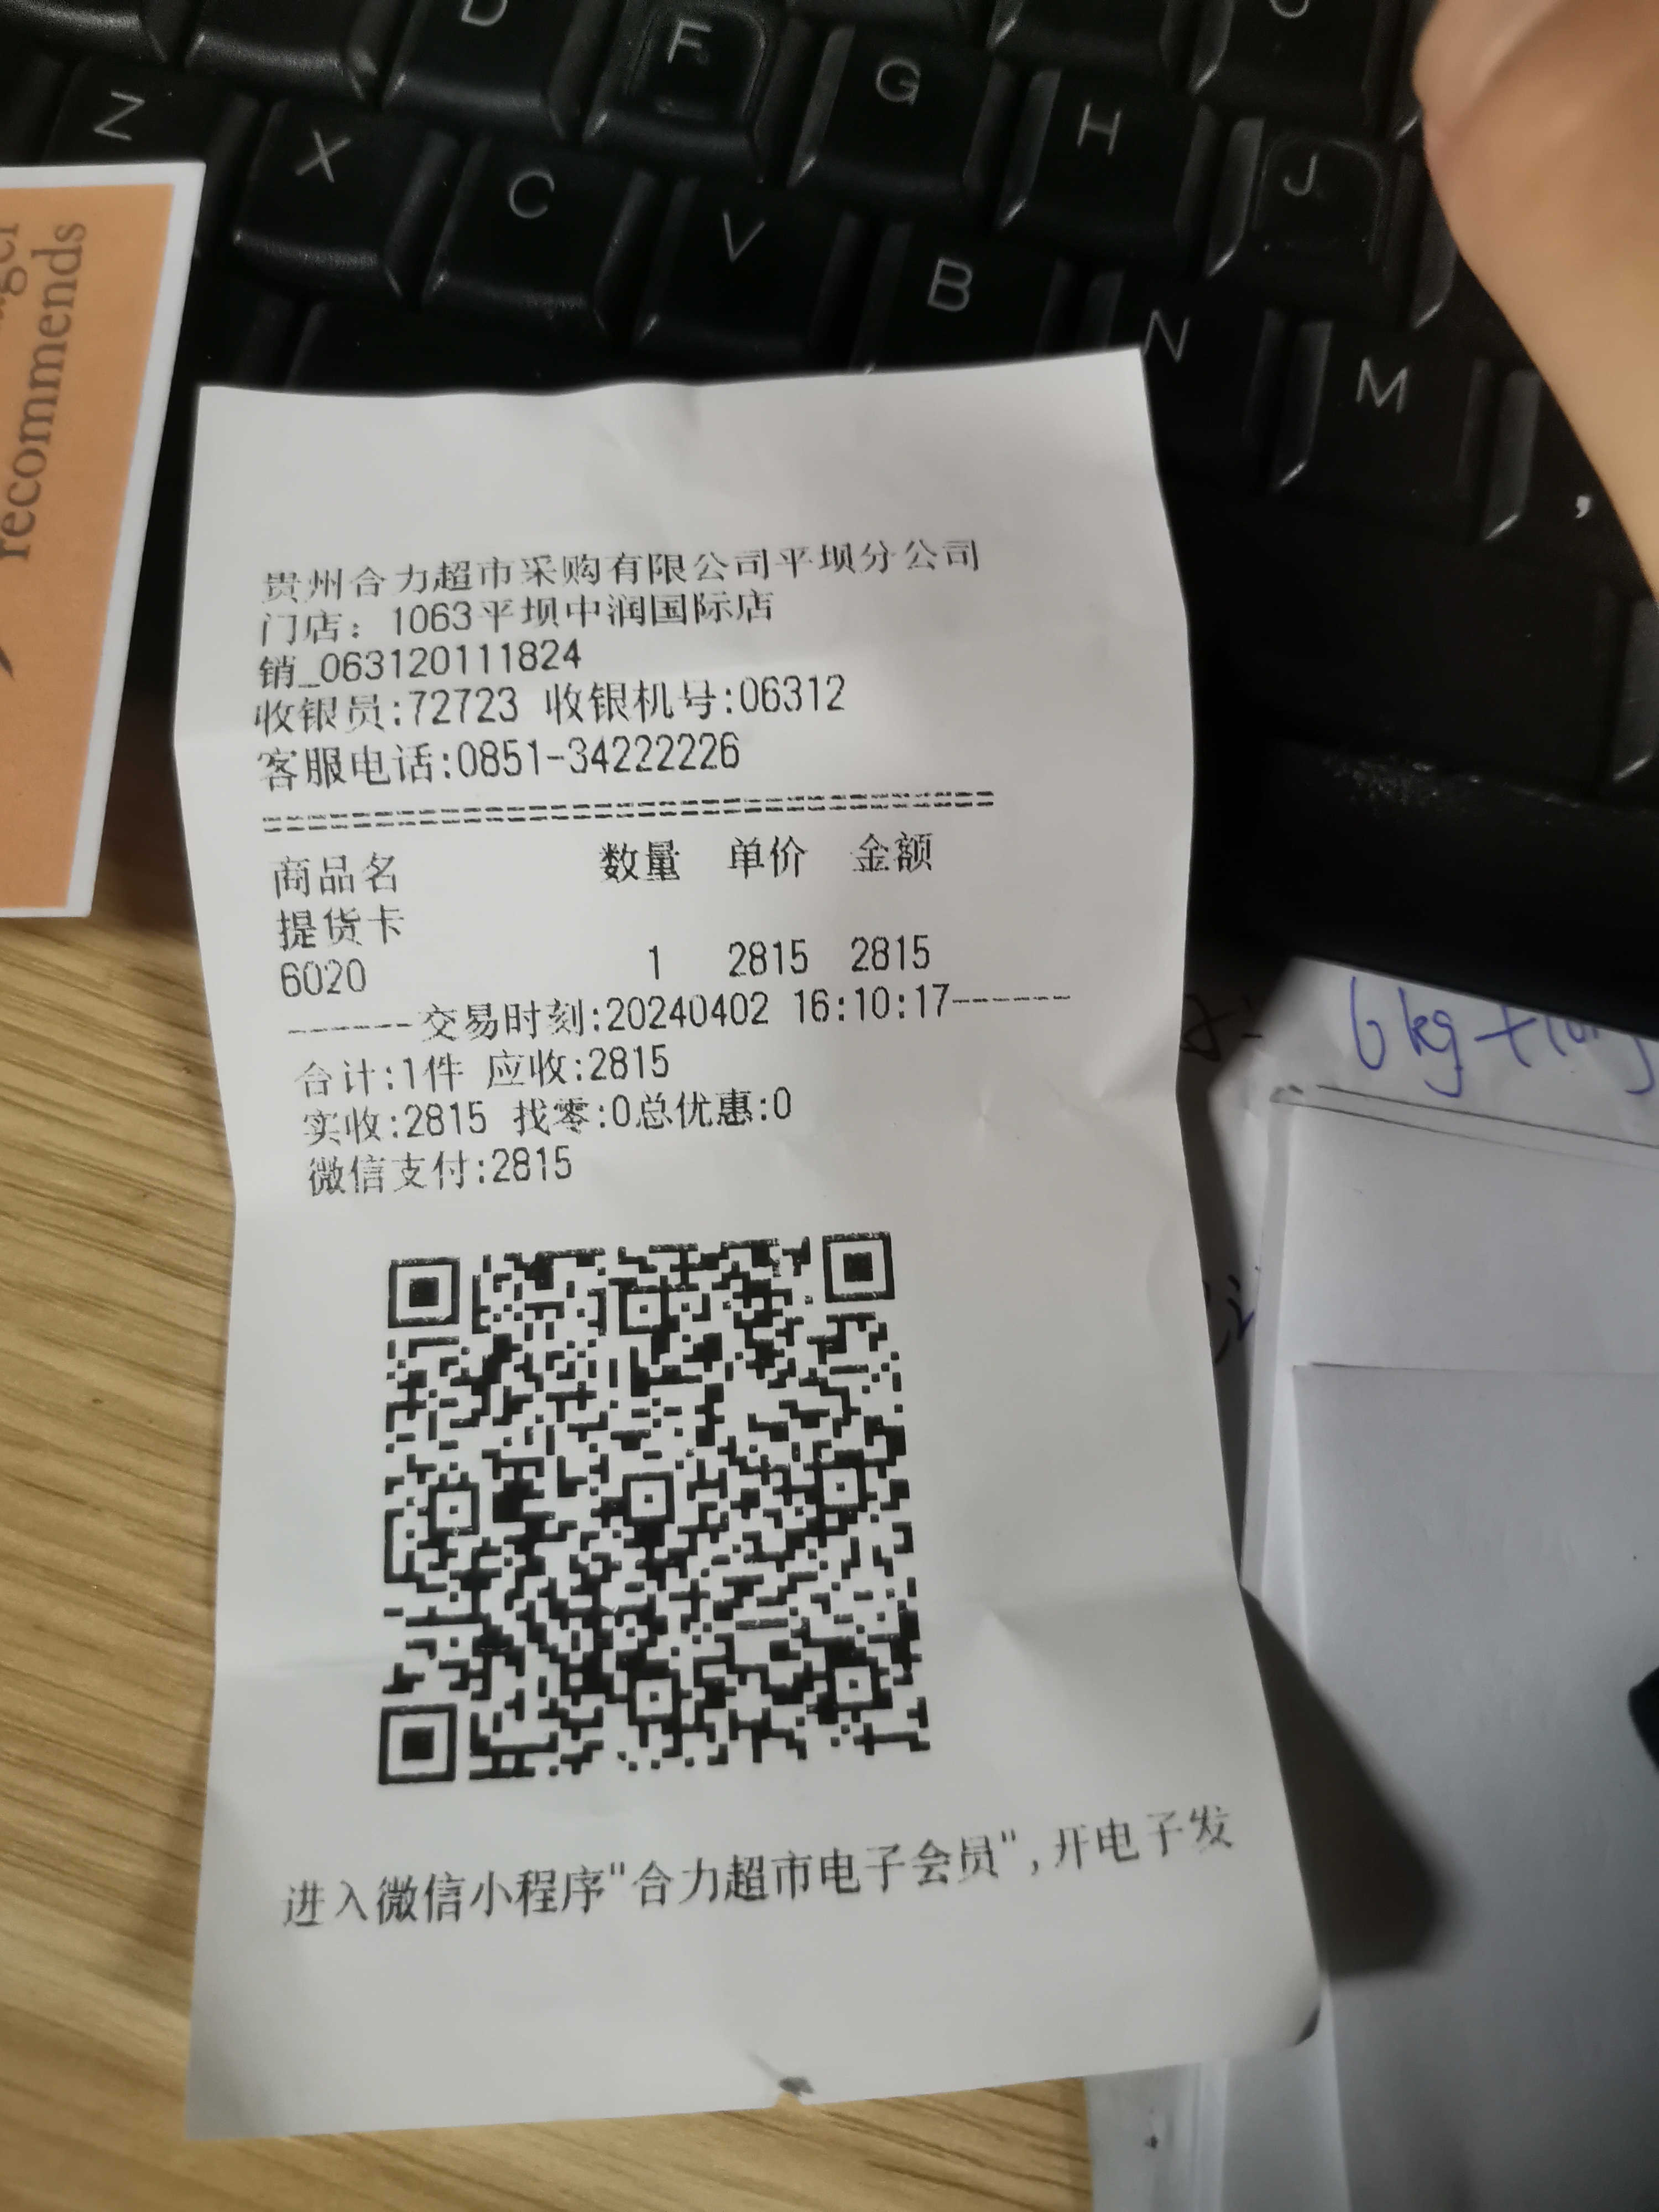 D
F
G
H
J
Z
X
C
V
B
N
M
,
recommends
贵州合力超市采购有限公司平坝分公司
门店：1063平坝中润国际店
销_063120111824
收银员:72723 收银机号:06312
客服电话:0851-34222226
商品名 数量 单价 金额
提货卡
6020 1 2815 2815
------交易时刻:20240402 16:10:17------
合计:1件 应收:2815
实收:2815 找零:0总优惠:0
微信支付:2815
进入微信小程序"合力超市电子会员",开电子发
6kg+